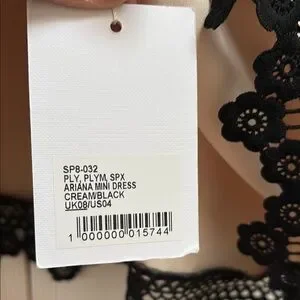 SP8-032
PLY, PLYM, SPX
ARIANA MINI DRESS
CREAM/BLACK
UK08/US04
1 000000 015744